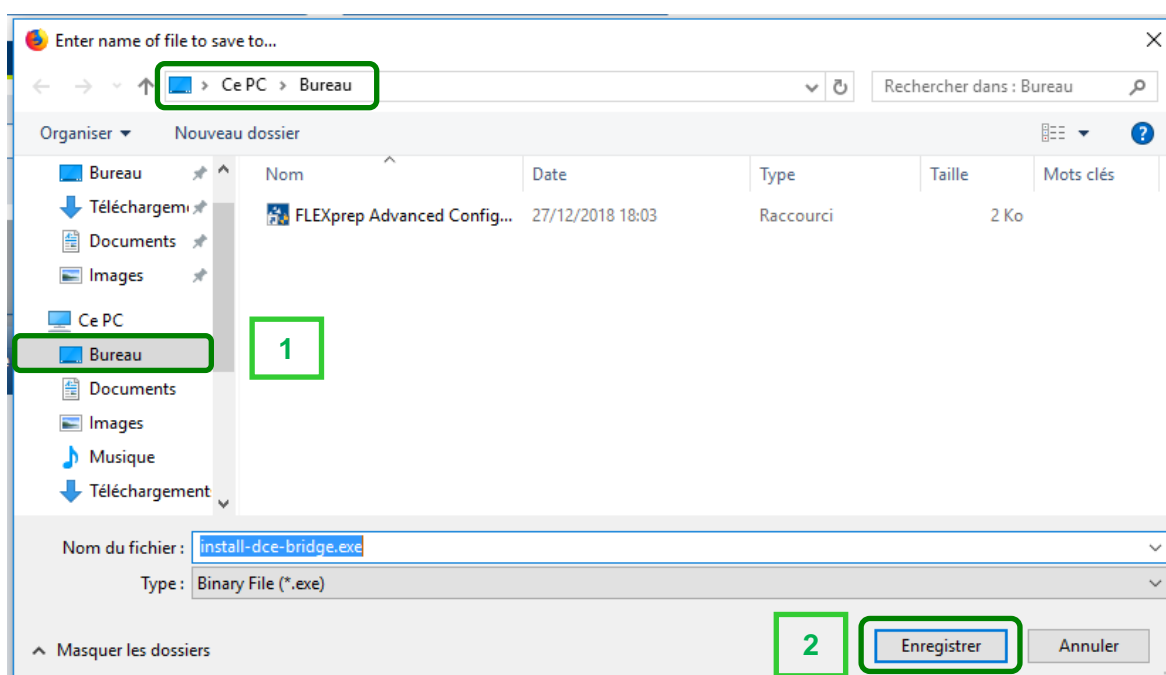 Enter name of file to save to...
Ce PC > Bureau
Rechercher dans : Bureau
Organiser
Nouveau dossier
Nom Date Type Taille Mots clés
FLEXprep Advanced Config... 27/12/2018 18:03 Raccourci 2 Ko
Bureau
Téléchargem
Documents
Images
Ce PC
Bureau
1
Documents
Images
Musique
Téléchargement
Nom du fichier : install-dce-bridge.exe
Type : Binary File (*.exe)
Masquer les dossiers
2
Enregistrer
Annuler